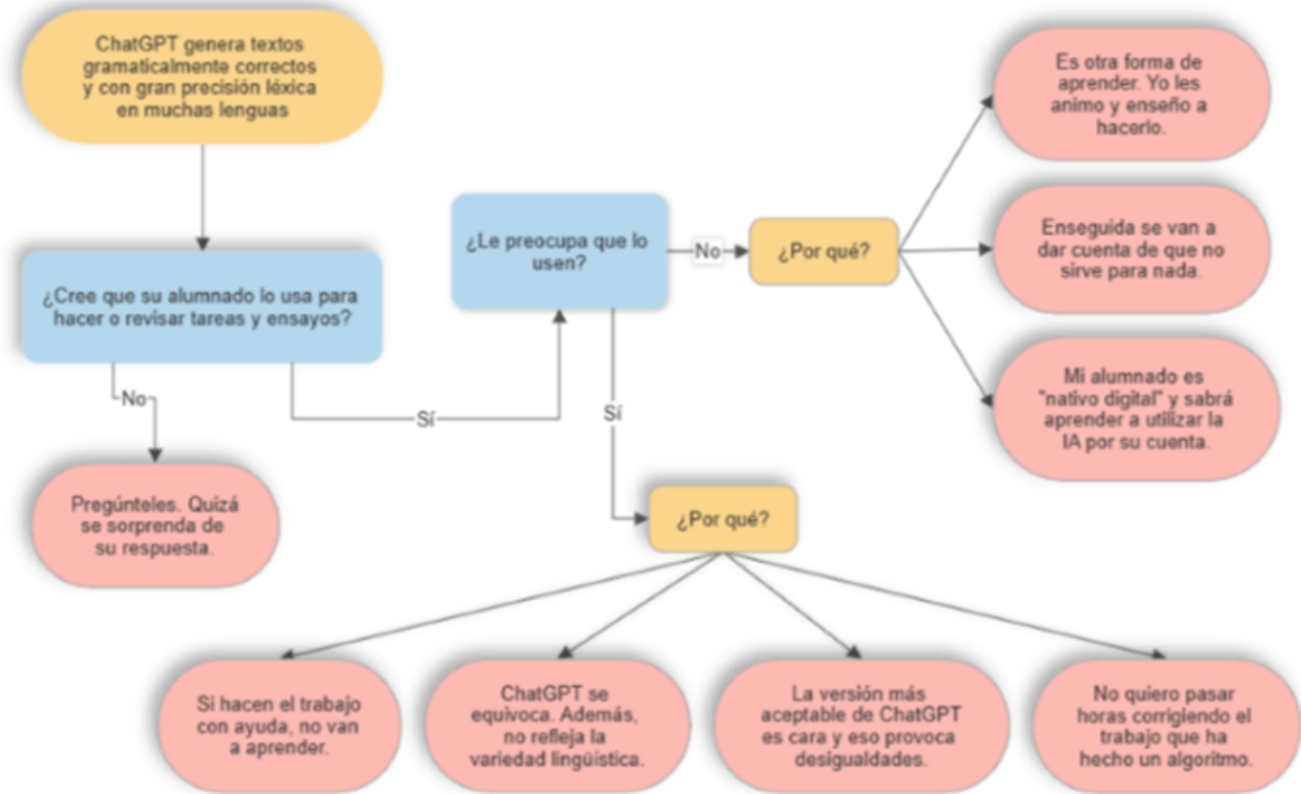 ChatGPT genera textos
gramaticalmente correctos
y con gran precisión léxica
en muchas lenguas
¿Cree que su alumnado lo usa para
hacer o revisar tareas y ensayos?
No
Pregúnteles. Quizá
se sorprenda de
su respuesta.
Sí
¿Le preocupa que lo
usen?
No
¿Por qué?
Es otra forma de
aprender. Yo les
animo y enseño a
hacerlo.
Enseguida se van a
dar cuenta de que no
sirve para nada.
Mi alumnado es
"nativo digital" y sabrá
aprender a utilizar la
IA por su cuenta.
Sí
¿Por qué?
Si hacen el trabajo
con ayuda, no van
a aprender.
ChatGPT se
equivoca. Además,
no refleja la
variedad lingüística.
La versión más
aceptable de ChatGPT
es cara y eso provoca
desigualdades.
No quiero pasar
horas corrigiendo el
trabajo que ha
hecho un algoritmo.